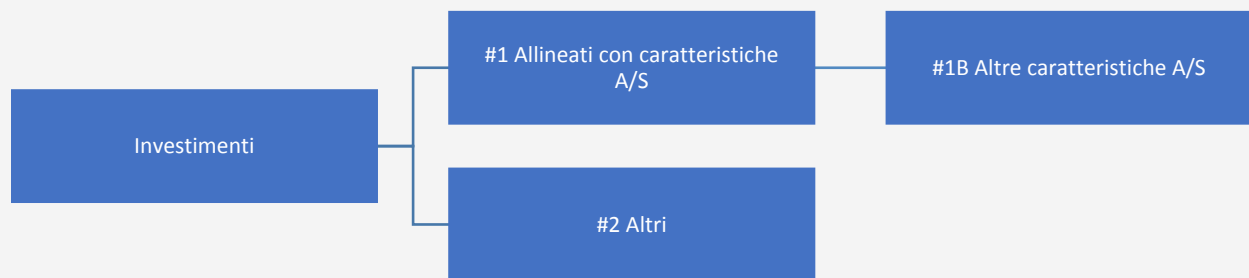 #1 Allineati con caratteristiche
A/S
#1B Altre caratteristiche A/S
Investimenti
#2 Altri